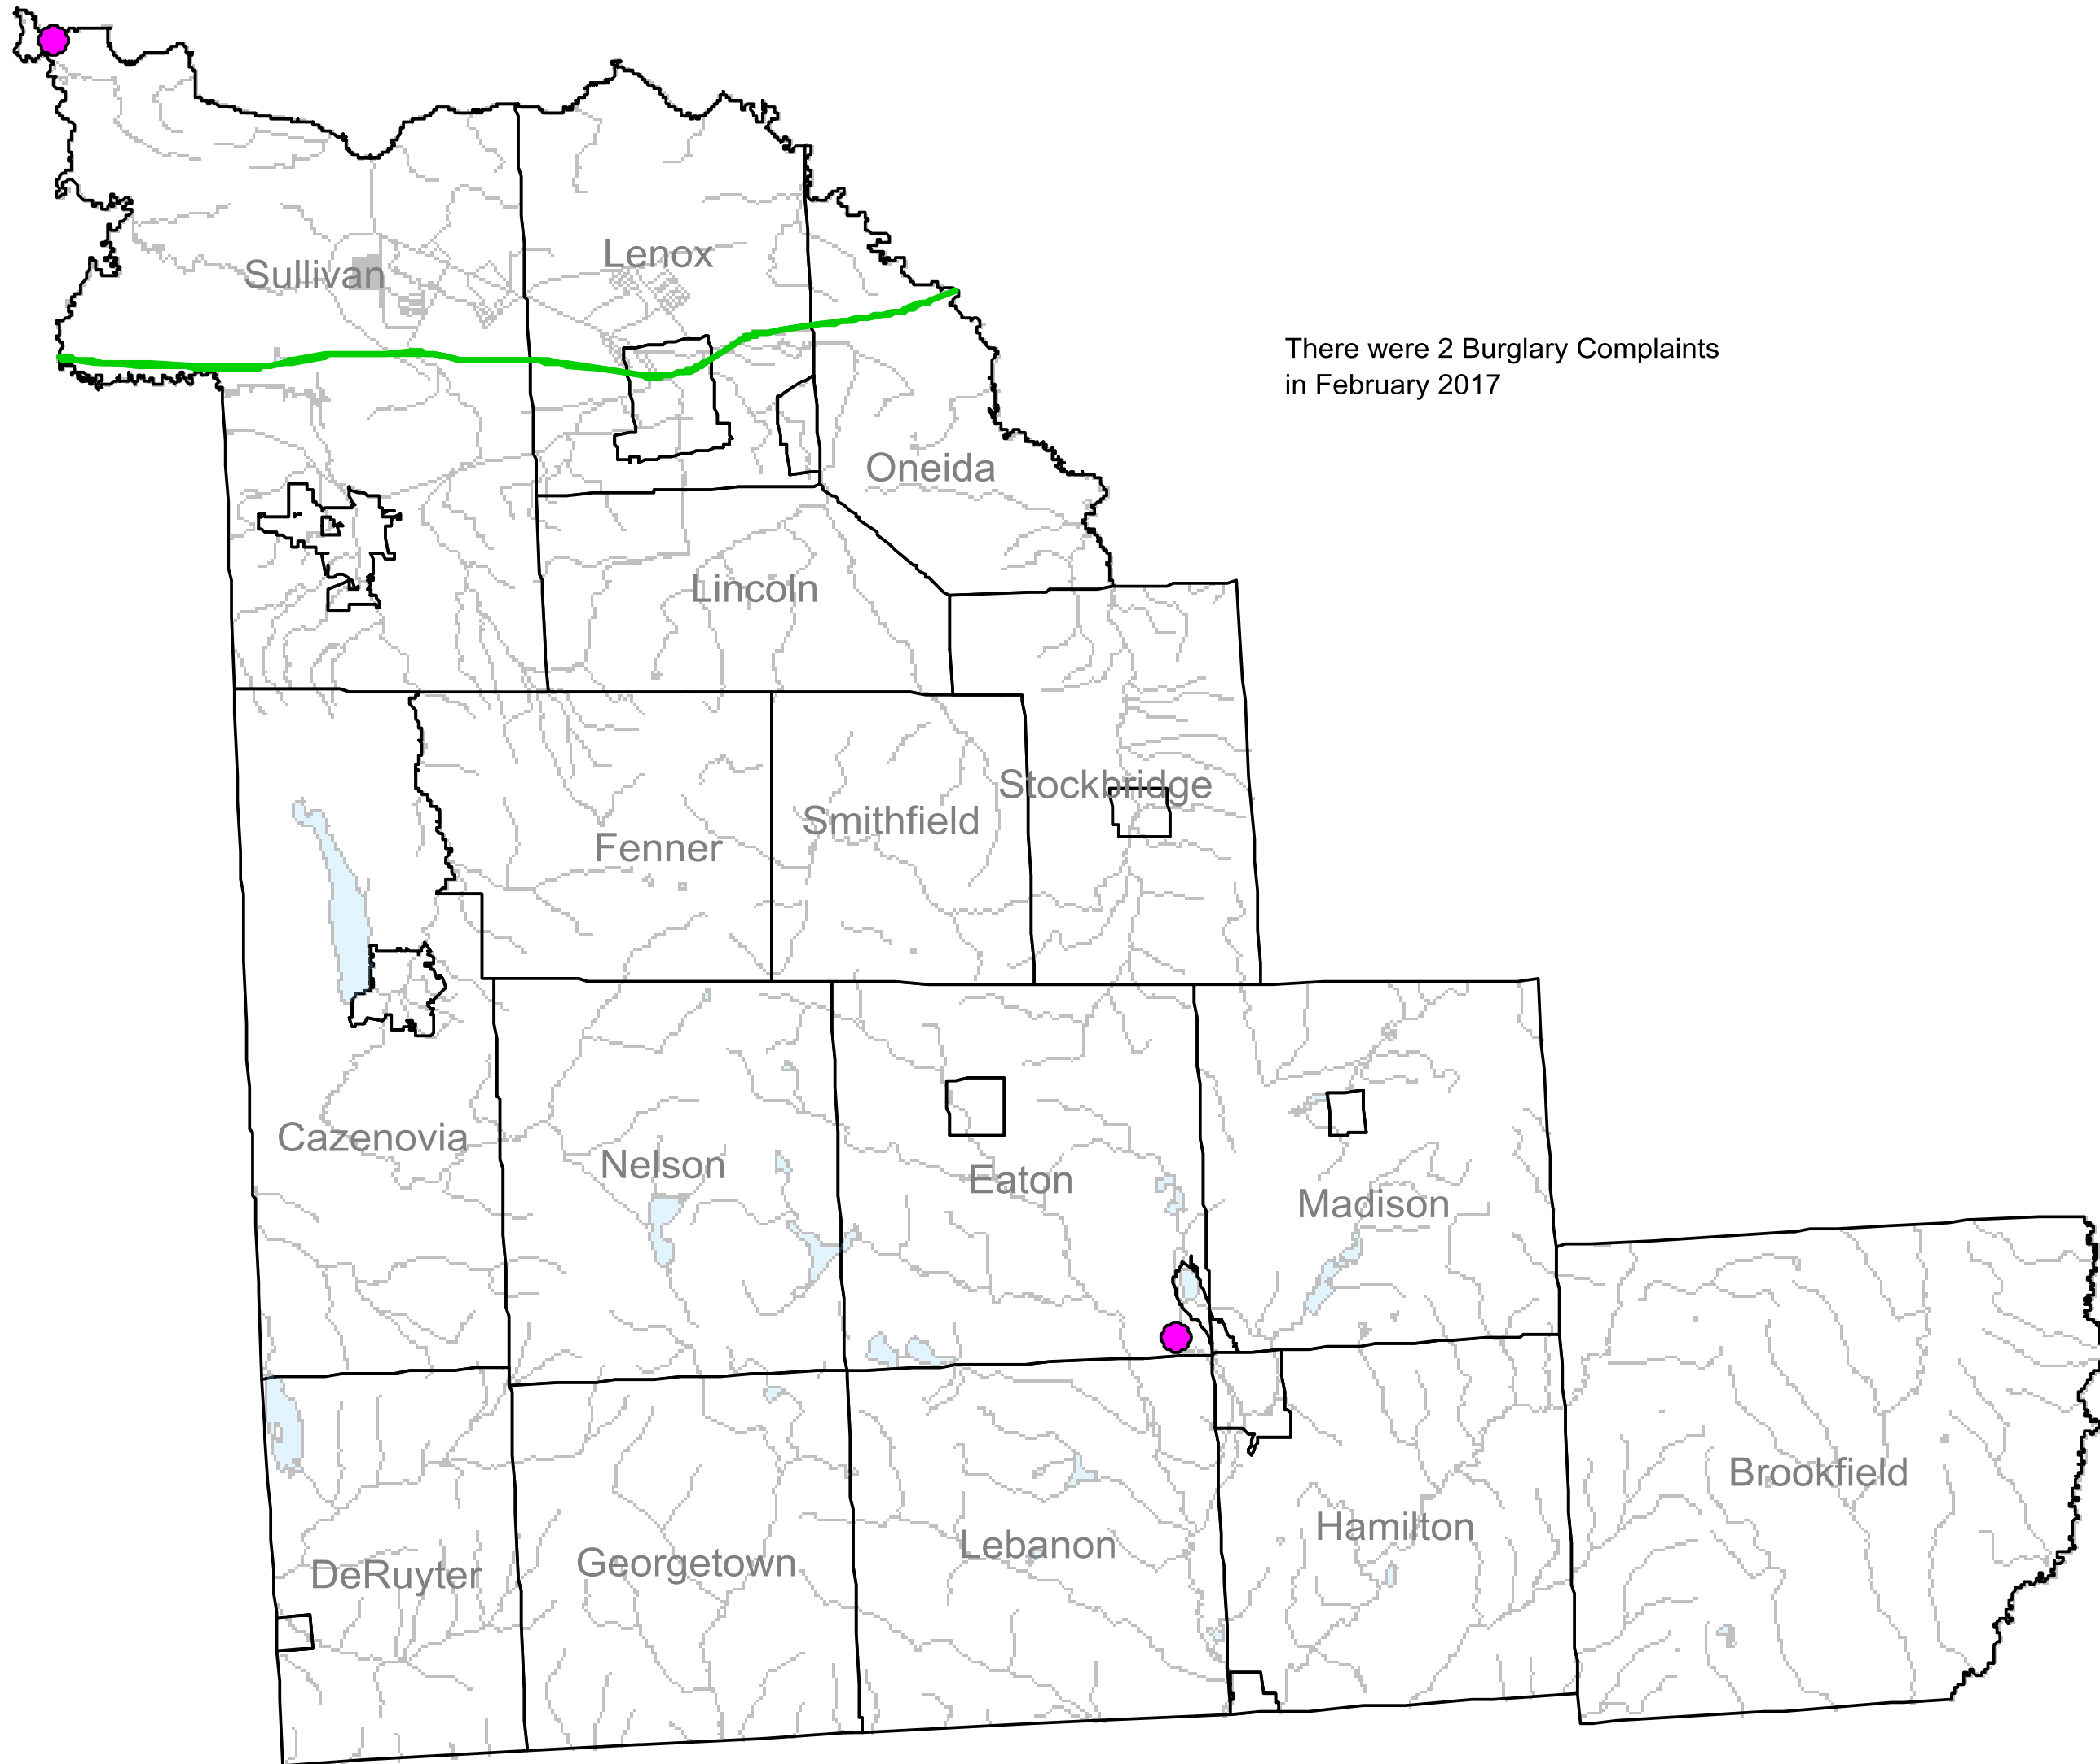 Lenox
Sullivan
There were 2 Burglary Complaints
in February 2017
Oneida
Lincoln
Stockbridge
Smithfield
Fenner
Cazenovia
Nelson
Eaton
Madison
Brookfield
Hamilton
Lebanon
Georgetown
DeRuyter